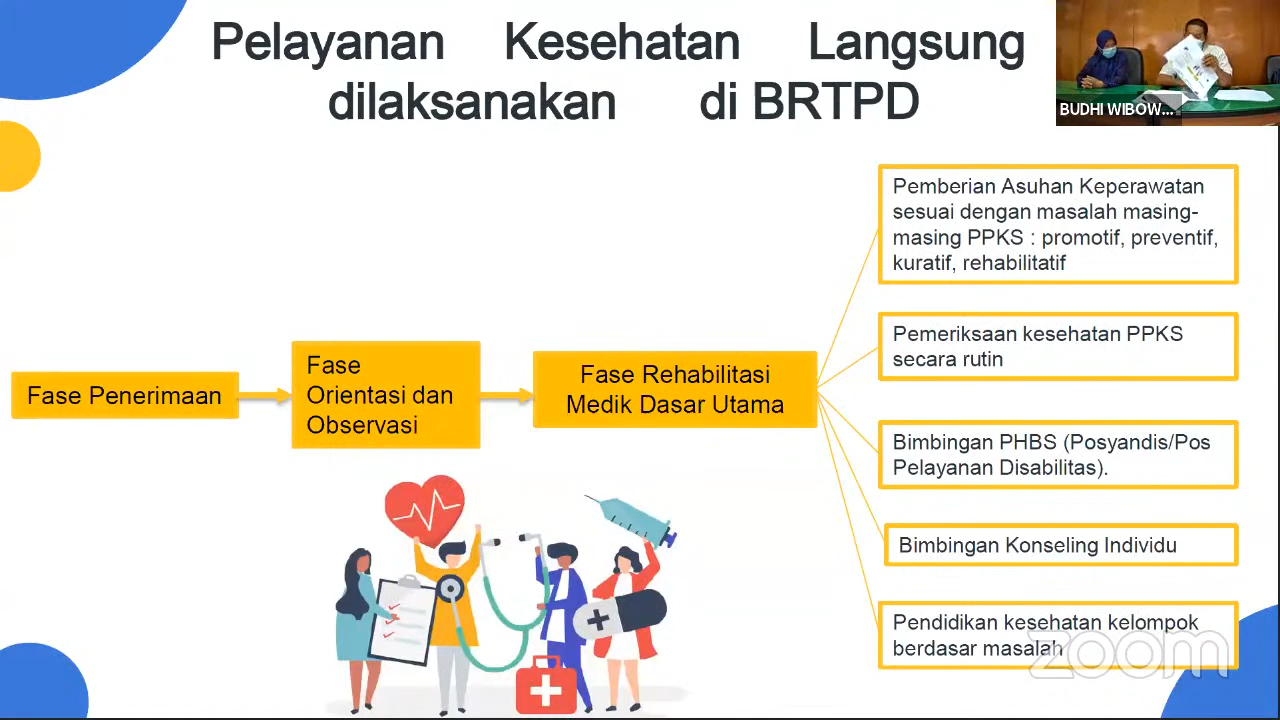 Pelayanan Kesehatan Langsung
dilaksanakan di BRTPD
BUDHI WIBOW...
Fase Penerimaan
Fase
Orientasi dan
Observasi
Fase Rehabilitasi
Medik Dasar Utama
Pemberian Asuhan Keperawatan
sesuai dengan masalah masing-
masing PPKS : promotif, preventif,
kuratif, rehabilitatif
Pemeriksaan kesehatan PPKS
secara rutin
Bimbingan PHBS (Posyandis/Pos
Pelayanan Disabilitas).
Bimbingan Konseling Individu
Pendidikan kesehatan kelompok
berdasar masalah
zoom